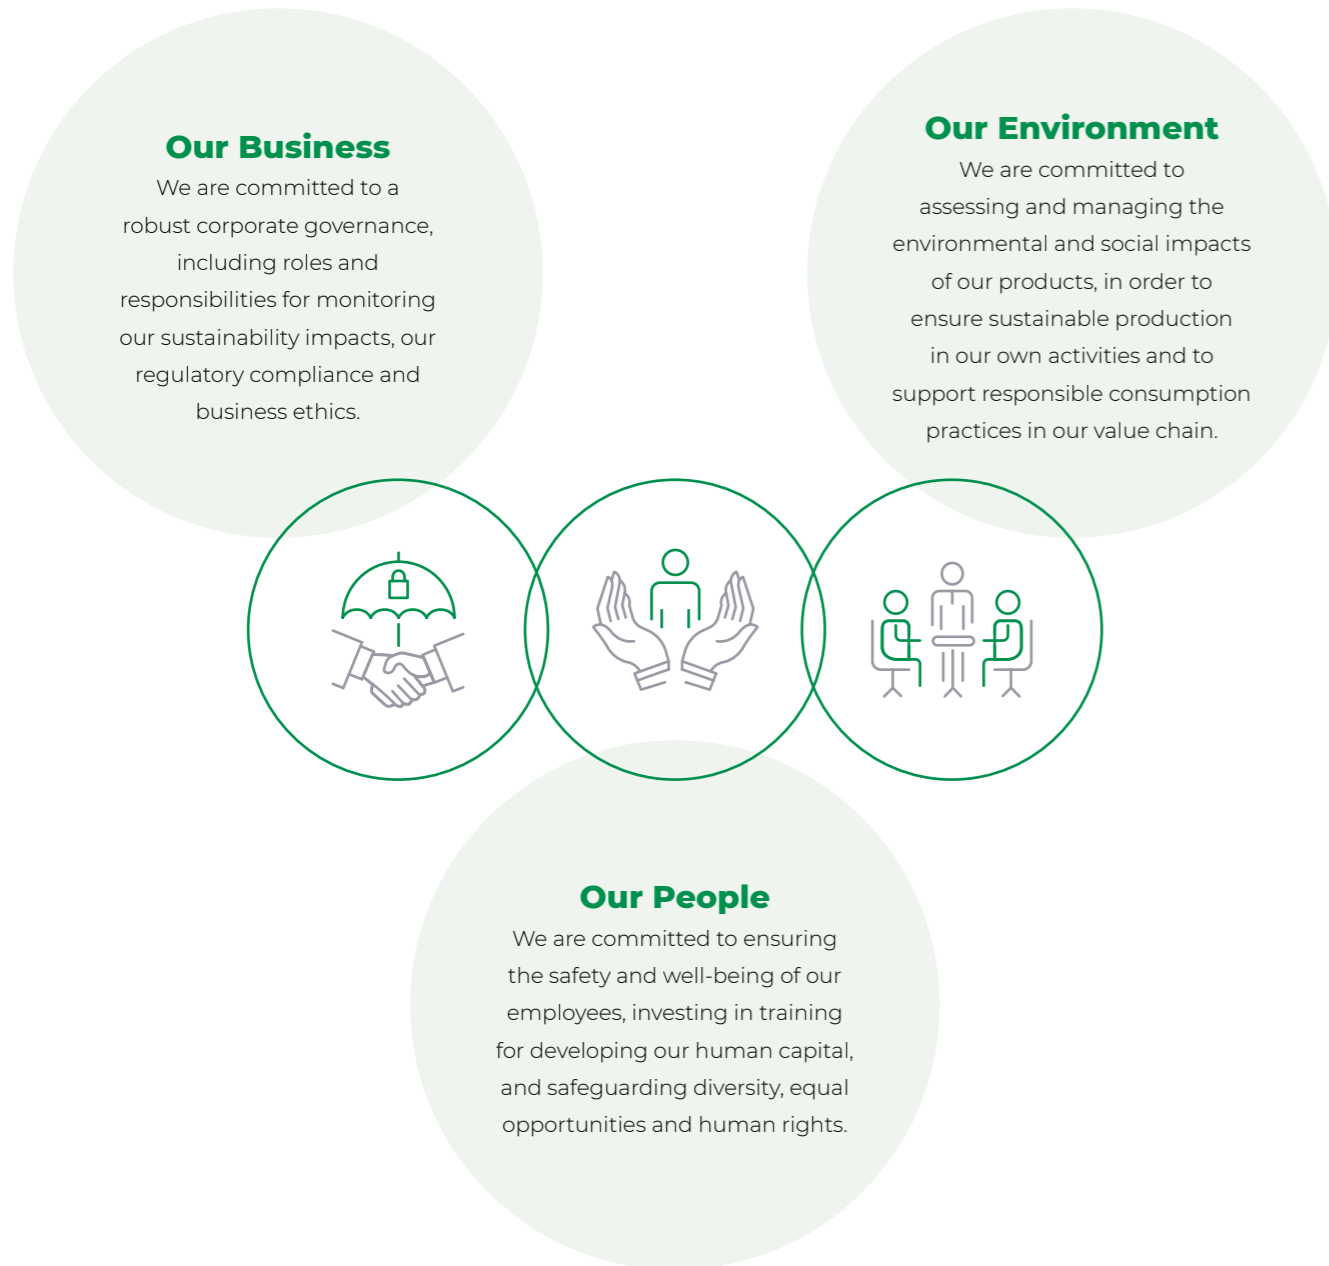 Our Business
We are committed to a
robust corporate governance,
including roles and
responsibilities for monitoring
our sustainability impacts, our
regulatory compliance and
business ethics.
Our Environment
We are committed to
assessing and managing the
environmental and social impacts
of our products, in order to
ensure sustainable production
in our own activities and to
support responsible consumption
practices in our value chain.
Our People
We are committed to ensuring
the safety and well-being of our
employees, investing in training
for developing our human capital,
and safeguarding diversity, equal
opportunities and human rights.